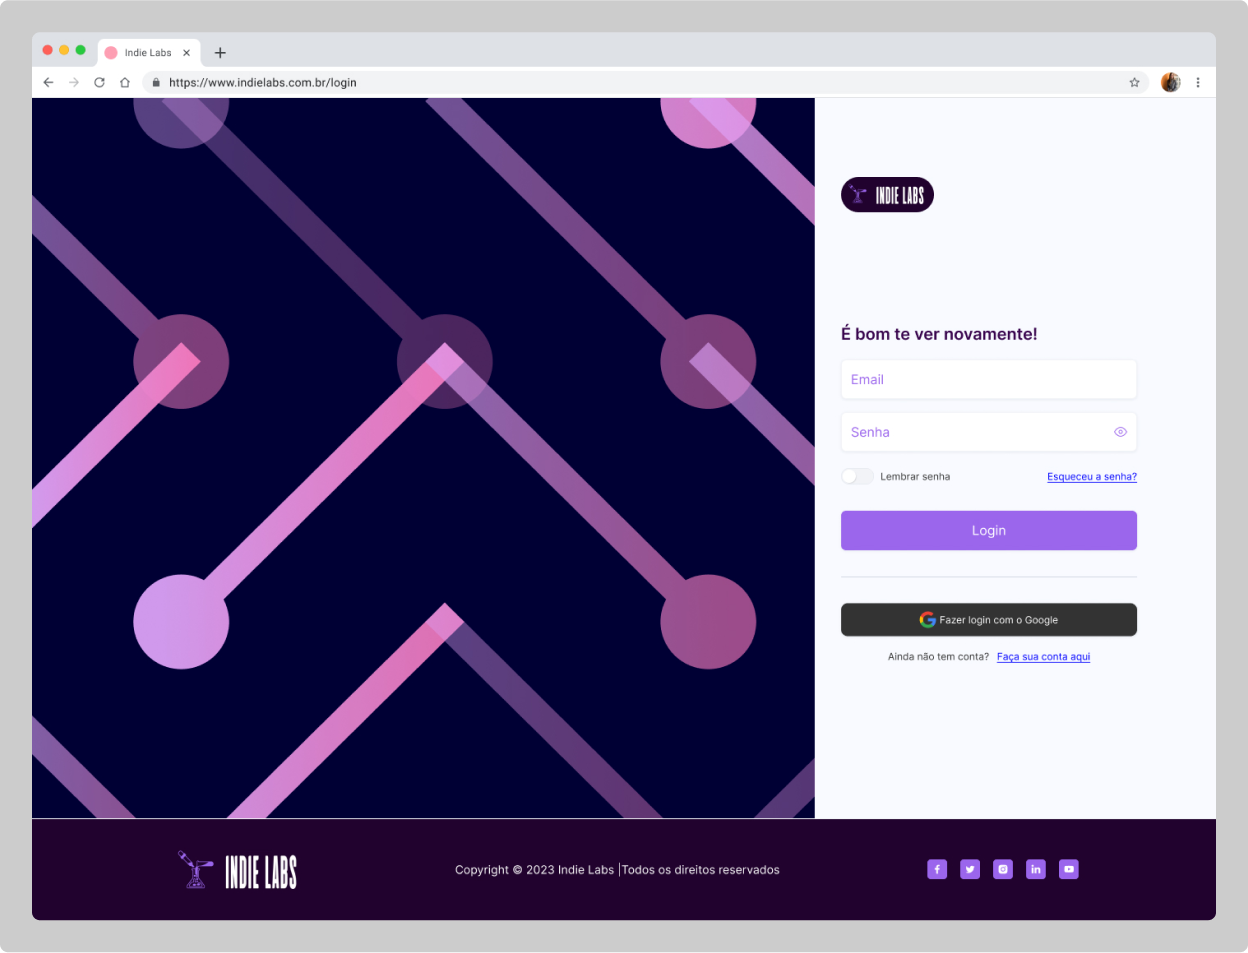 Indie Labs
https://www.indielabs.com.br/login
INDIE LABS
É bom te ver novamente!
Email
Senha
Lembrar senha
Esqueceu a senha?
Login
Fazer login com o Google
Ainda não tem conta? Faça sua conta aqui
INDIE LABS
Copyright © 2023 Indie Labs |Todos os direitos reservados